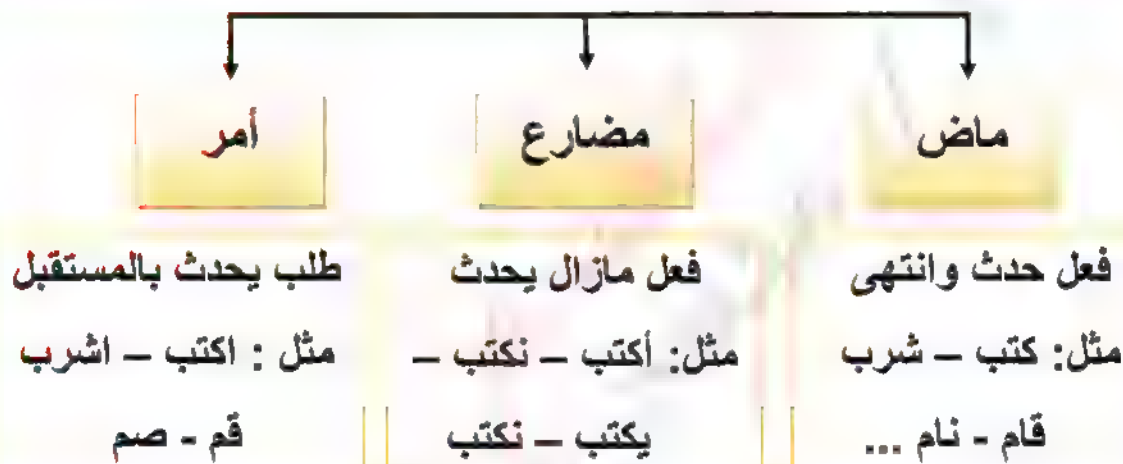 ماض
مضارع
أمر
فعل حدث وانتهى
مثل: كتب – شرب
قام - نام ...
فعل مازال يحدث
مثل: أكتب – نكتب –
يكتب – نكتب
طلب يحدث بالمستقبل
مثل : اكتب – اشرب
قم - صم